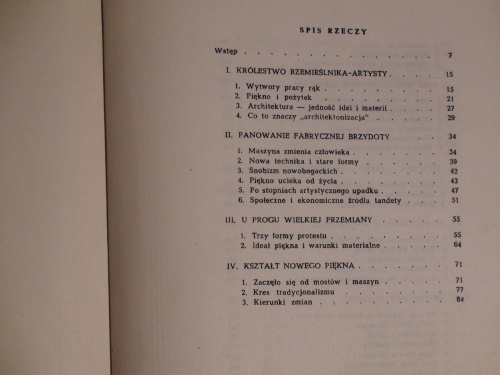 SPIS RZECZY
Wstęp . . . . . . . . . . . . . . 7
I. KRÓLESTWO RZEMIEŚLNIKA-ARTYSTY . . . . . 15
1. Wytwory pracy rąk . . . . . . . . . 15
2. Piękno i pożytek . . . . . . . . . 21
3. Architektura — jedność idei i materii . . . . 27
4. Co to znaczy „architektonizacja" . . . . . . 29
II. PANOWANIE FABRYCZNEJ BRZYDOTY . . . . . 34
1. Maszyna zmienia człowieka . . . . . . . 34
2. Nowa technika i stare formy . . . . . . 39
3. Snobizm nowobogackich . . . . . . . 42
4. Piękno ucieka od życia . . . . . . . 43
5. Po stopniach artystycznego upadku . . . . . 47
6. Społeczne i ekonomiczne źródła tandety . . . . 51
III. U PROGU WIELKIEJ PRZEMIANY . . . . . . 55
1. Trzy formy protestu . . . . . . . . 55
2. Ideał piękna i warunki materialne . . . . . 64
IV. KSZTAŁT NOWEGO PIĘKNA . . . . . . . 71
1. Zaczęło się od mostów i maszyn . . . . . 71
2. Kres tradycjonalizmu . . . . . . . . 77
3. Kierunki zmian . . . . . . . . . 84